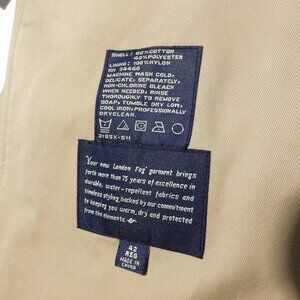 SHELL: 60%COTTON
40%POLYESTER
LINING: 100%NYLON
RN 24460
MACHINE WASH COLD,
DELICATE, SEPARATELY,
NON-CHLORINE BLEACH
WHEN NEEDED, RINSE
THOROUGHLY TO REMOVE
SOAP, TUMBLE DRY LOW,
COOL IRON, PROFESSIONALLY
DRYCLEAN.
3185X-511
Your new London Fog® garment brings
forth more than 75 years of excellence in
durable, water-repellent fabrics and
timeless styling, backed by our commitment
to keeping you warm, dry and protected
from the elements.
42
REG
MADE IN
CHINA